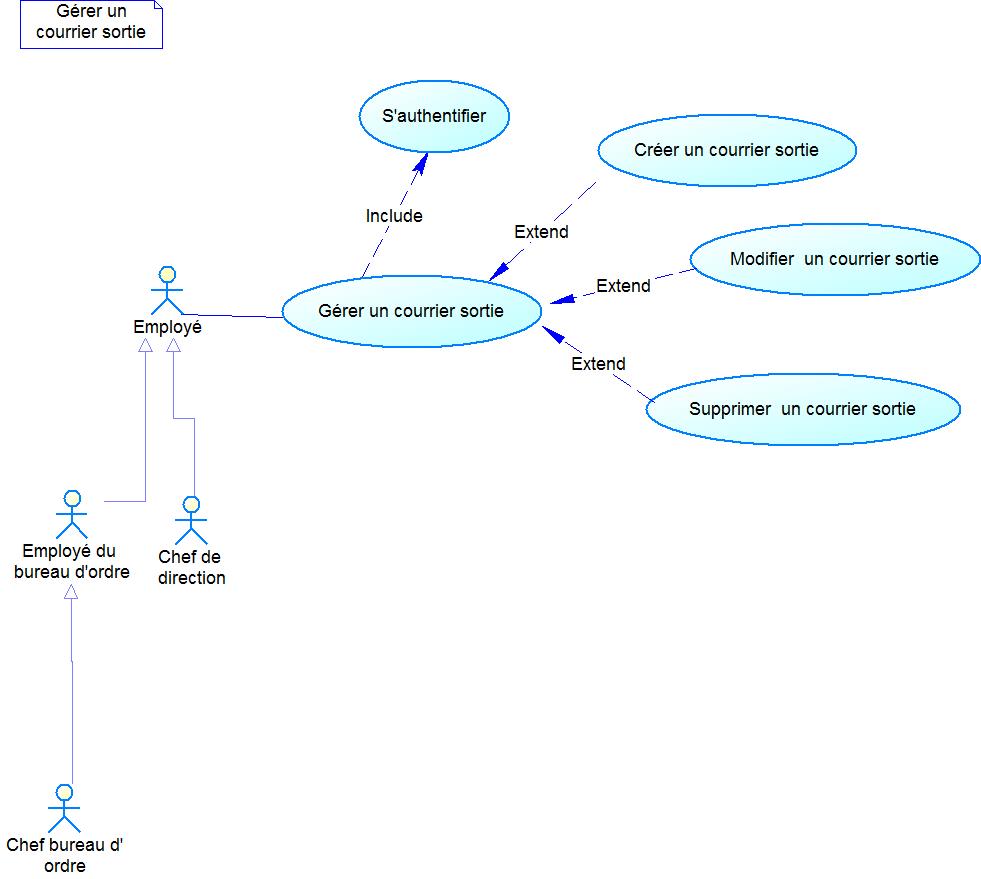 Gérer un
courrier sortie
S'authentifier
Créer un courrier sortie
Include
Extend
Modifier  un courrier sortie
Extend
Gérer un courrier sortie
Employé
Extend
Supprimer  un courrier sortie
Employé du
bureau d'ordre
Chef de
direction
Chef bureau d'
ordre